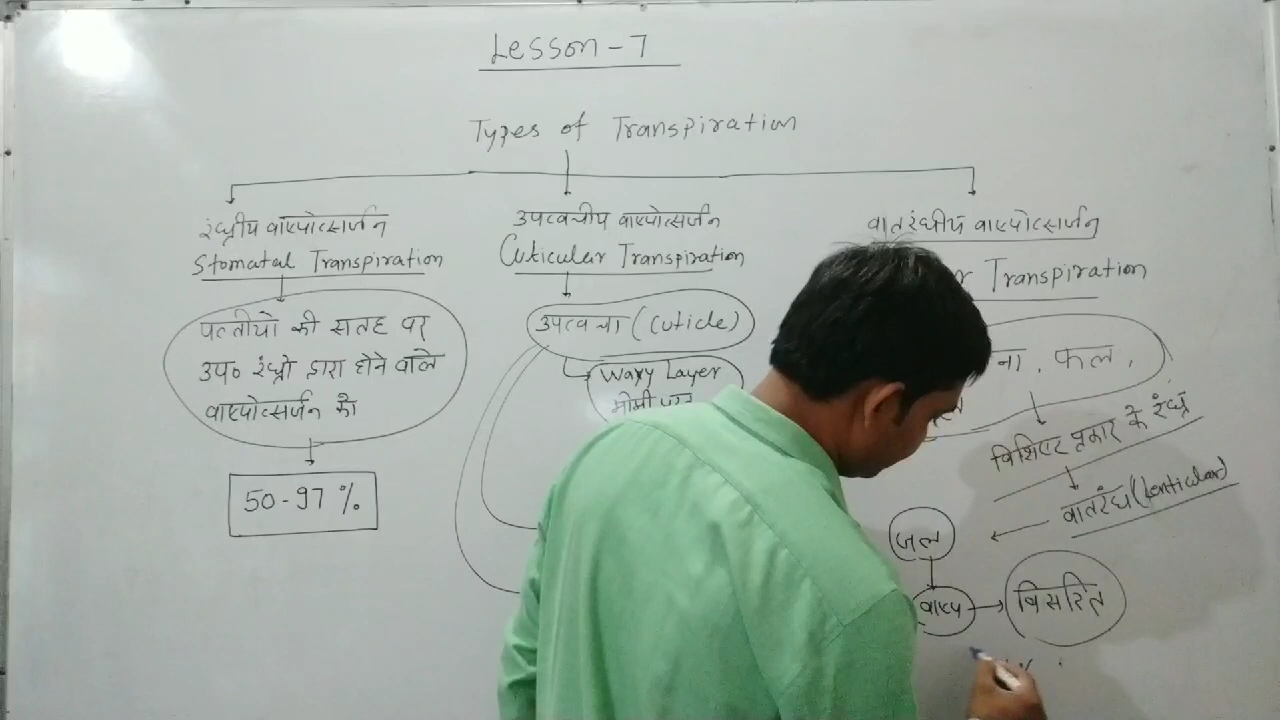 Lesson - 7
Types of Transpiration
रंध्रीय वाष्पोत्सर्जन
Stomatal Transpiration
पत्तीयो की सतह पर
उप० रंध्रो द्वारा होने वाले
वाष्पोत्सर्जन को
50-97 %
उपत्वचीय वाष्पोत्सर्जन
Cuticular Transpiration
उपत्वचा (Cuticle)
Waxy Layer
मोमी परत
वातरंध्रीय वाष्पोत्सर्जन
Transpiration
ना, फल,
विशिष्ट प्रकार के रंध्र
वातरंध्र (Lenticular)
जल
वाष्प
विसरित